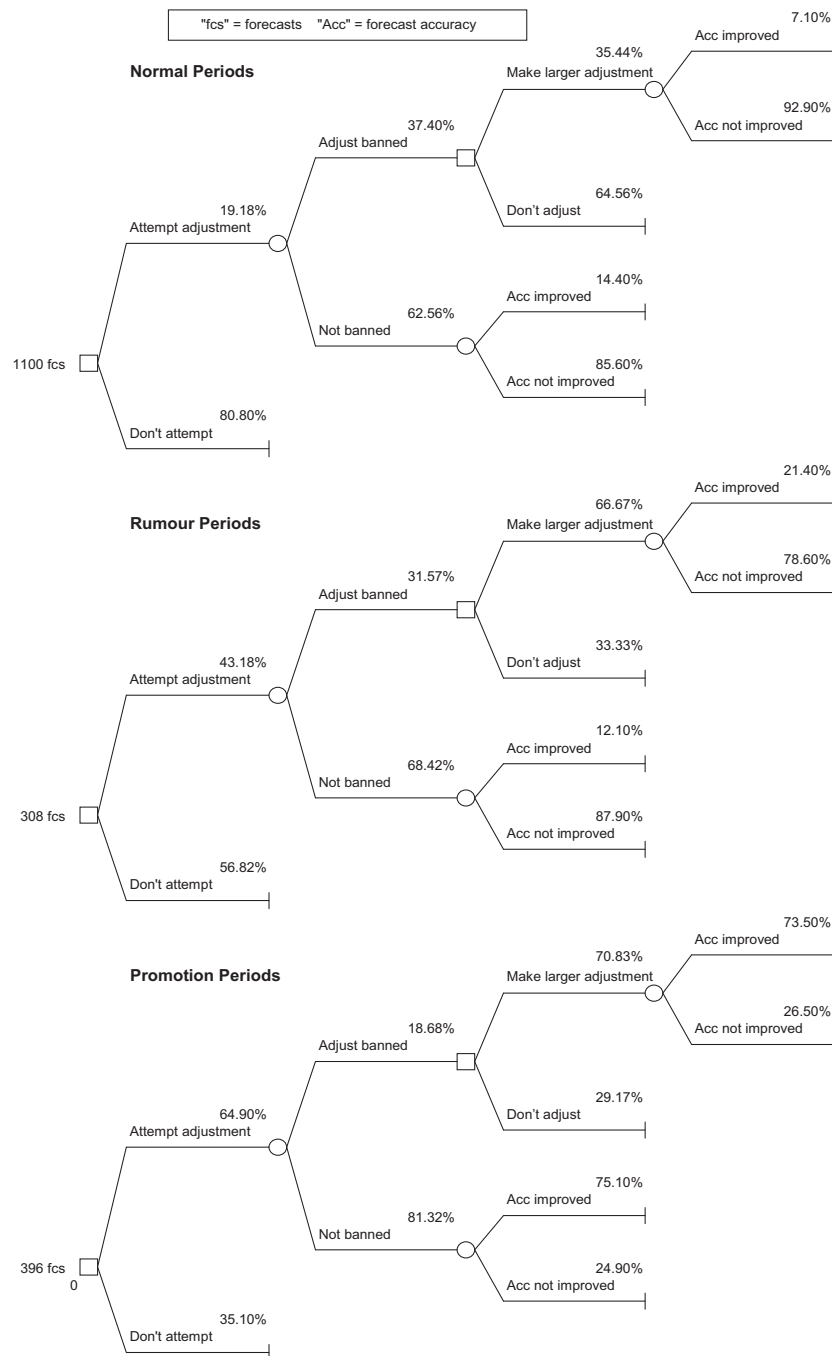 "fcs" = forecasts "Acc" = forecast accuracy
Normal Periods
7.10%
Acc improved
35.44%
Make larger adjustment
92.90%
Acc not improved
37.40%
Adjust banned
64.56%
Don't adjust
19.18%
Attempt adjustment
14.40%
Acc improved
62.56%
Not banned
85.60%
Acc not improved
1100 fcs
80.80%
Don't attempt
Rumour Periods
21.40%
Acc improved
66.67%
Make larger adjustment
78.60%
Acc not improved
31.57%
Adjust banned
33.33%
Don't adjust
43.18%
Attempt adjustment
12.10%
Acc improved
68.42%
Not banned
87.90%
Acc not improved
308 fcs
56.82%
Don't attempt
Promotion Periods
73.50%
Acc improved
70.83%
Make larger adjustment
26.50%
Acc not improved
18.68%
Adjust banned
29.17%
Don't adjust
64.90%
Attempt adjustment
75.10%
Acc improved
81.32%
Not banned
24.90%
Acc not improved
396 fcs
0
35.10%
Don't attempt